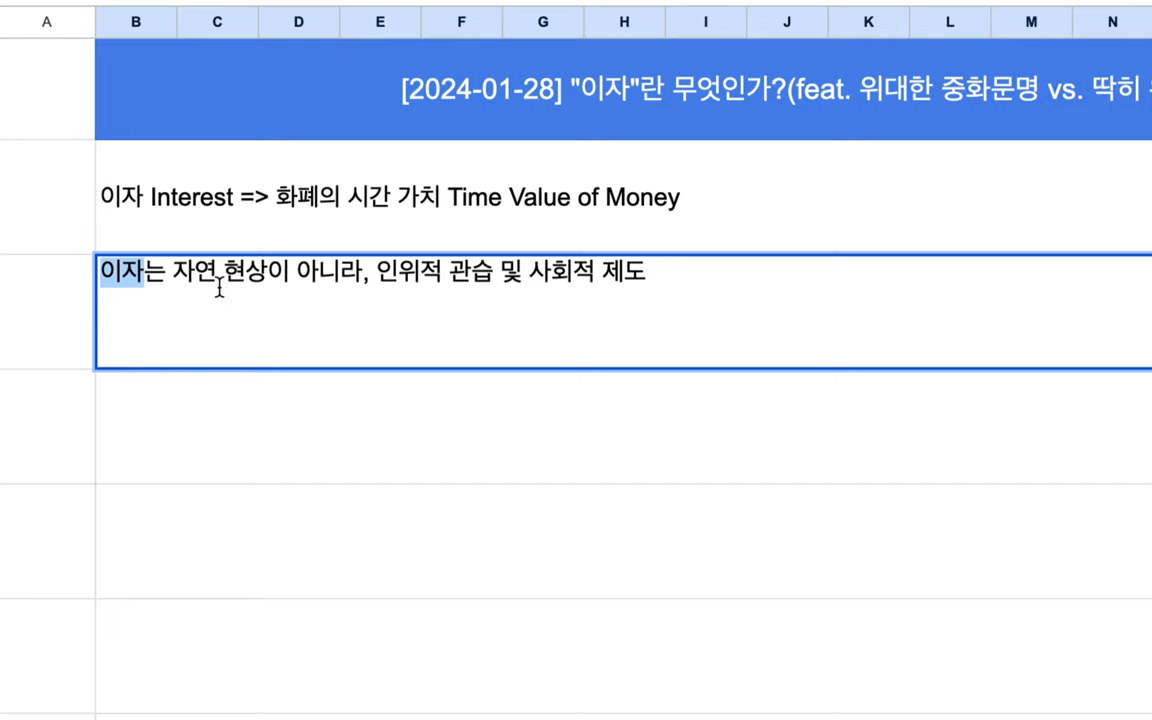 A B C D E F G H I J K L M N
[2024-01-28] "이자"란 무엇인가?(feat. 위대한 중화문명 vs. 딱히
이자 Interest => 화폐의 시간 가치 Time Value of Money
이자는 자연 현상이 아니라, 인위적 관습 및 사회적 제도